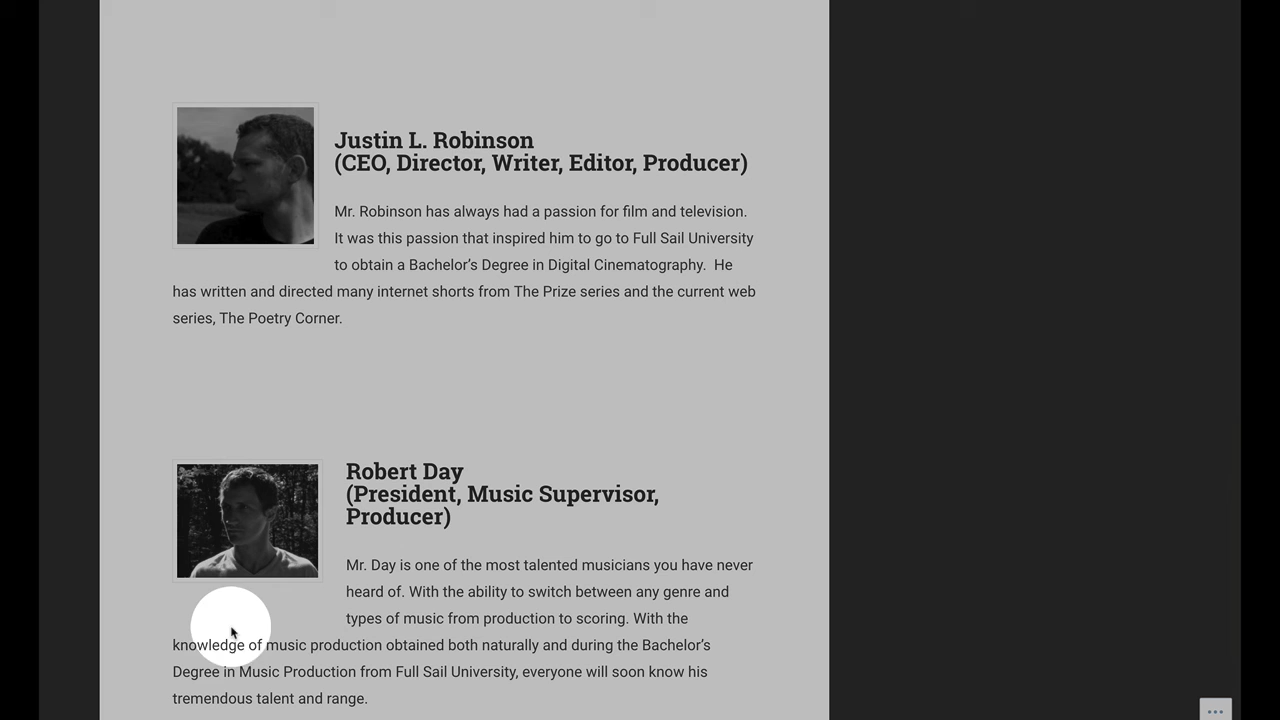 Justin L. Robinson
(CEO, Director, Writer, Editor, Producer)
Mr. Robinson has always had a passion for film and television.
It was this passion that inspired him to go to Full Sail University
to obtain a Bachelor’s Degree in Digital Cinematography.  He
has written and directed many internet shorts from The Prize series and the current web
series, The Poetry Corner.
Robert Day
(President, Music Supervisor,
Producer)
Mr. Day is one of the most talented musicians you have never
heard of. With the ability to switch between any genre and
types of music from production to scoring. With the
knowledge of music production obtained both naturally and during the Bachelor’s
Degree in Music Production from Full Sail University, everyone will soon know his
tremendous talent and range.